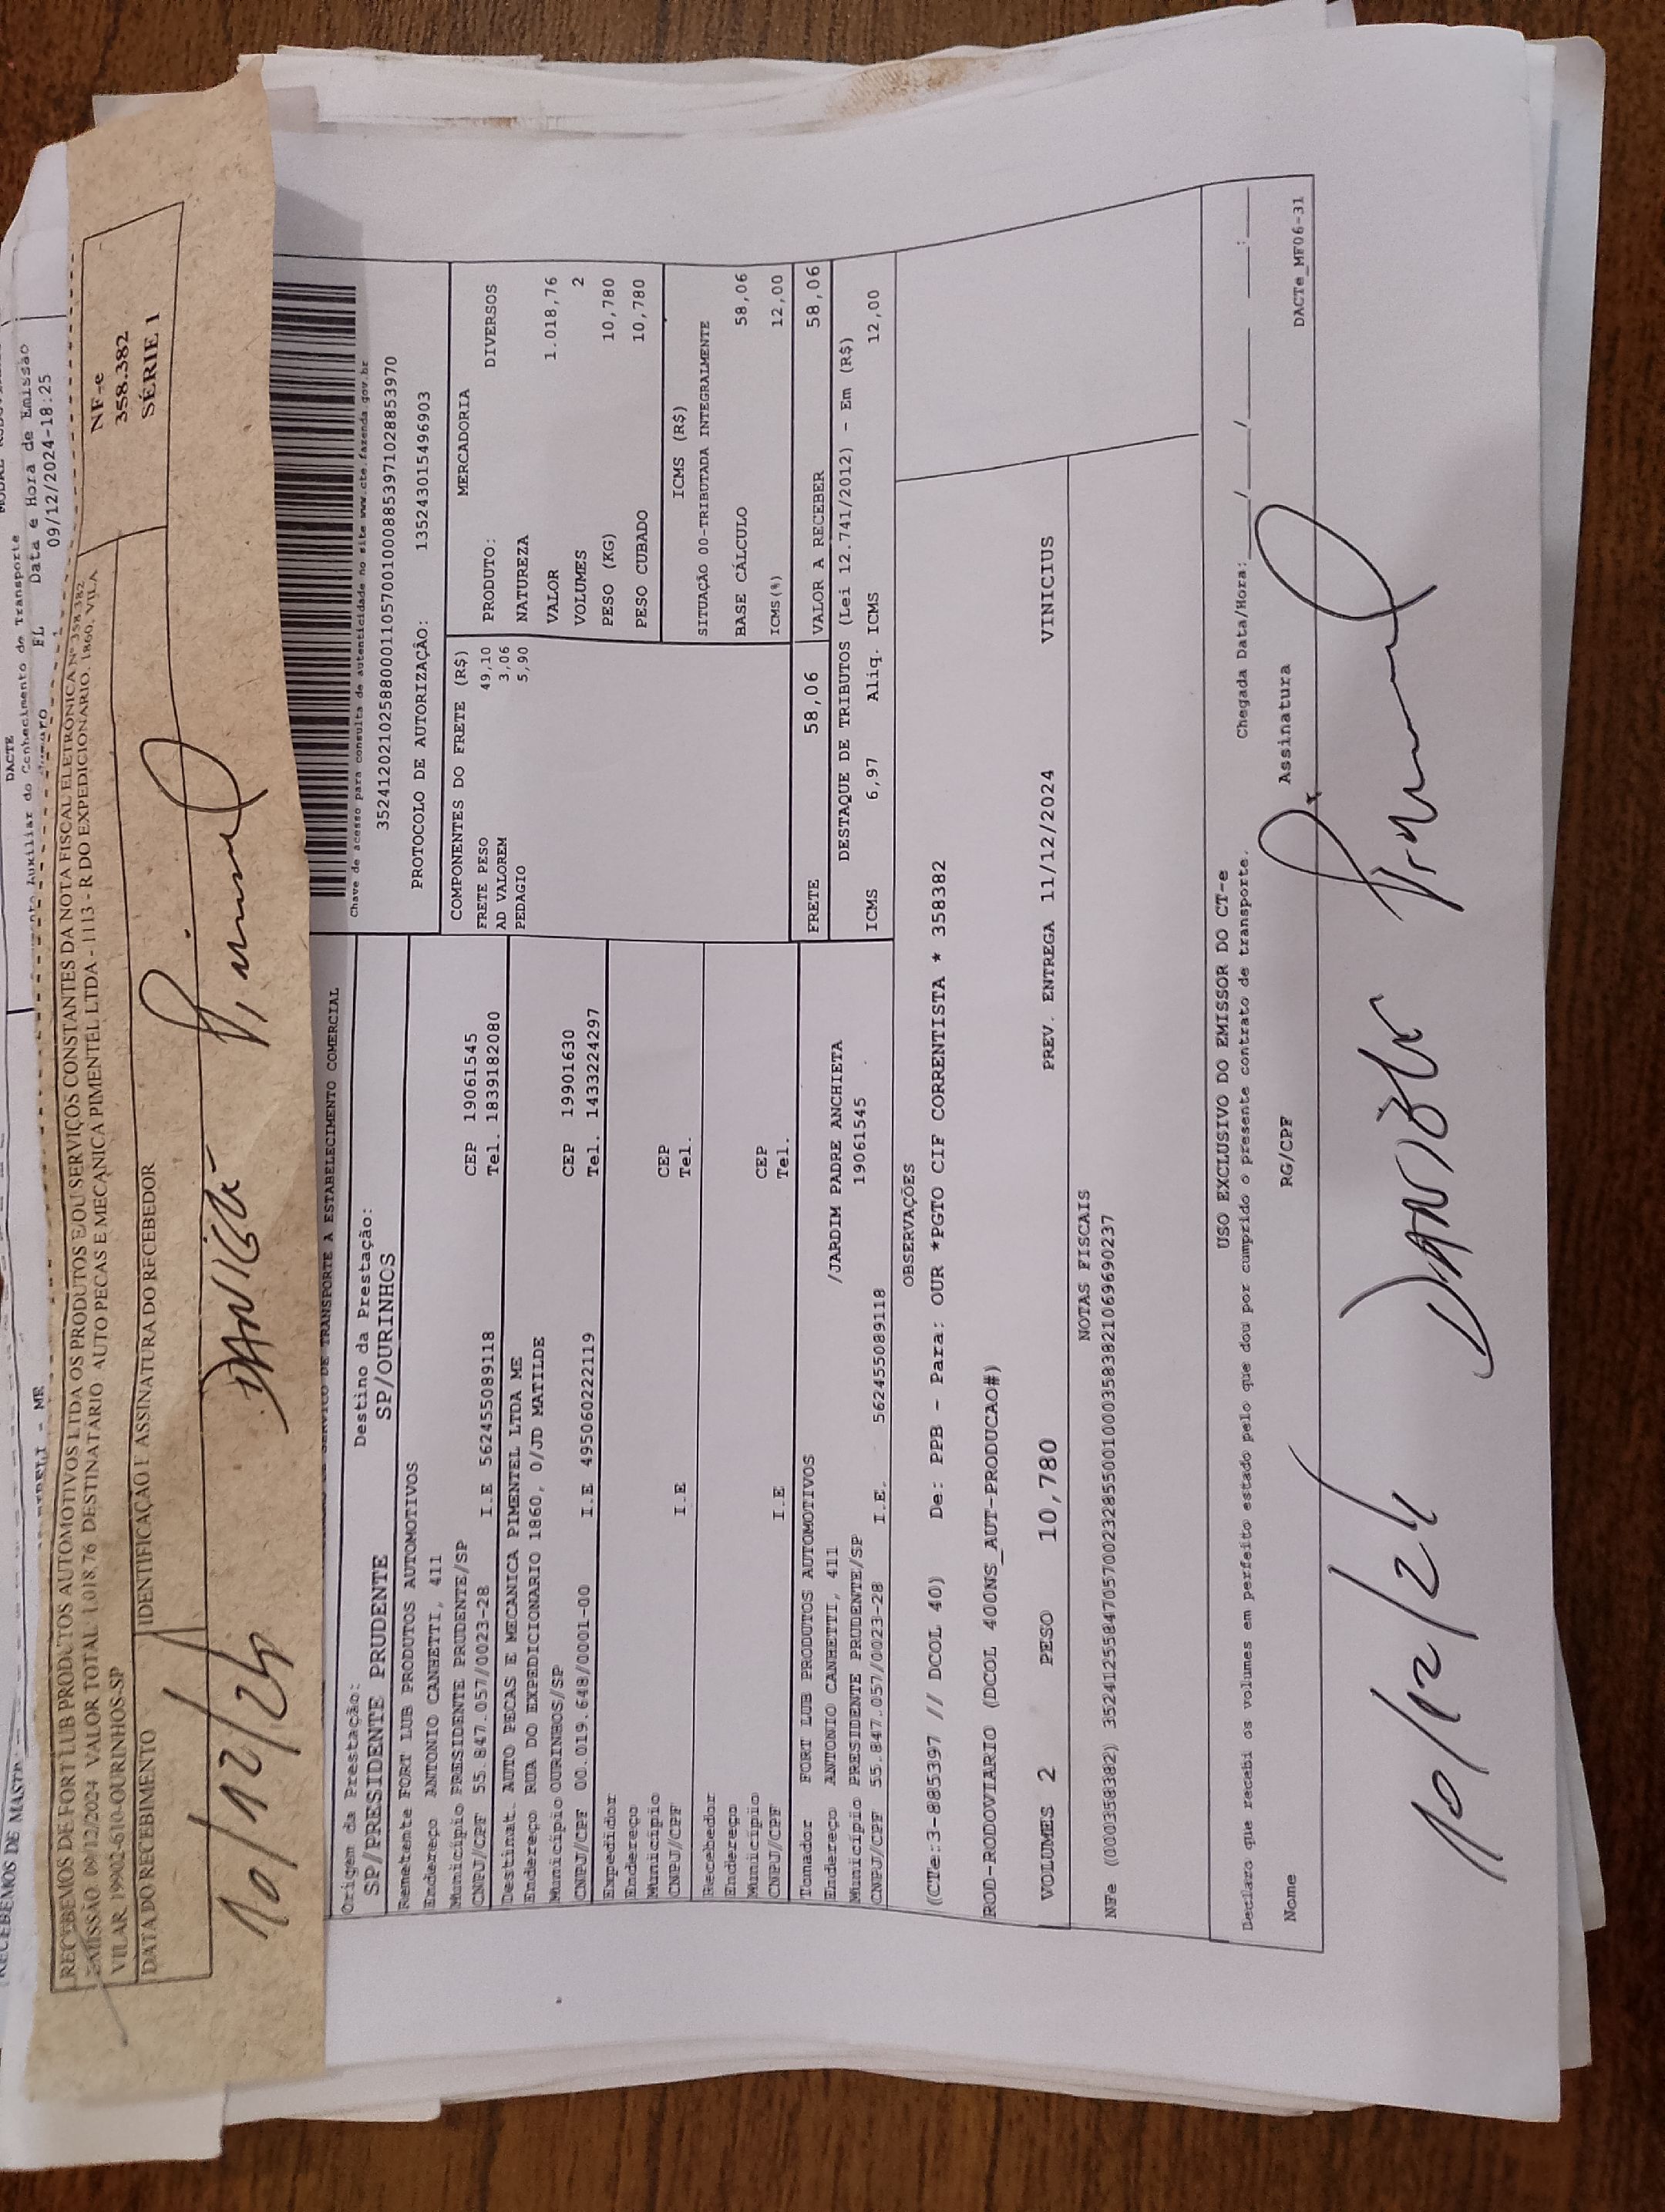 DACTE
Data e Hora de Emissão
FL
09/12/2024-18:25
RECEBEMOS DE FORT LUB PRODUTOS AUTOMOTIVOS LTDA OS PRODUTOS E/OU SERVIÇOS CONSTANTES DA NOTA FISCAL ELETRÔNICA Nº 358.382
EMISSÃO: 09/12/2024 VALOR TOTAL: 1.018,76 DESTINATÁRIO: AUTO PECAS E MECANICA PIMENTEL LTDA - 1113 - R DO EXPEDICIONARIO, 1860, VILA
VILAR, 19902-610-OURINHOS-SP
NF-e
358.382
SÉRIE 1
DATA DO RECEBIMENTO
IDENTIFICAÇÃO E ASSINATURA DO RECEBEDOR
10/12/24
TRANSPORTE A ESTABELECIMENTO COMERCIAL
Origem da Prestação:
SP/PRESIDENTE PRUDENTE
Destino da Prestação:
SP/OURINHOS
Remetente FORT LUB PRODUTOS AUTOMOTIVOS
Endereço ANTONIO CANHETTI, 411
Município PRESIDENTE PRUDENTE/SP CEP 19061545
CNPJ/CPF 55.847.057/0023-28 I.E 562455089118 Tel. 1839182080
Destinat. AUTO PECAS E MECANICA PIMENTEL LTDA ME
Endereço RUA DO EXPEDICIONARIO 1860, 0/JD MATILDE
Município OURINHOS/SP CEP 19901630
CNPJ/CPF 00.019.648/0001-00 I.E 495060222119 Tel. 1433224297
Expedidor
Endereço
Município CEP
CNPJ/CPF I.E Tel.
Recebedor
Endereço
Município CEP
CNPJ/CPF I.E Tel.
Tomador FORT LUB PRODUTOS AUTOMOTIVOS
Endereço ANTONIO CANHETTI, 411 /JARDIM PADRE ANCHIETA
Município PRESIDENTE PRUDENTE/SP 19061545
CNPJ/CPF 55.847.057/0023-28 I.E. 562455089118
Chave de acesso para consulta de autenticidade no site www.cte.fazenda.gov.br
35241202102588000110570010008853971028853970
PROTOCOLO DE AUTORIZAÇÃO: 135243015496903
COMPONENTES DO FRETE (R$)
FRETE PESO 49,10
AD VALOREM 3,06
PEDAGIO 5,90
MERCADORIA
PRODUTO: DIVERSOS
NATUREZA
VALOR 1.018,76
VOLUMES 2
PESO (KG) 10,780
PESO CUBADO 10,780
ICMS (R$)
SITUAÇÃO 00-TRIBUTADA INTEGRALMENTE
BASE CÁLCULO 58,06
ICMS(%) 12,00
FRETE 58,06 VALOR A RECEBER 58,06
DESTAQUE DE TRIBUTOS (Lei 12.741/2012) - Em (R$)
ICMS 6,97 Aliq. ICMS 12,00
OBSERVAÇÕES
(CTe:3-885397 // DCOL 40) De: PPB - Para: OUR *PGTO CIF CORRENTISTA * 358382
ROD-RODOVIARIO (DCOL 400NS_AUT-PRODUCAO#)
VOLUMES 2 PESO 10,780 PREV. ENTREGA 11/12/2024 VINICIUS
NOTAS FISCAIS
NFe (000358382) 35241255847057002328550010003583821069690237
USO EXCLUSIVO DO EMISSOR DO CT-e
Declaro que recebi os volumes em perfeito estado pelo que dou por cumprido o presente contrato de transporte. Chegada Data/Hora: / / :
Nome RG/CPF Assinatura
DACTe_MF06-31
10/12/24